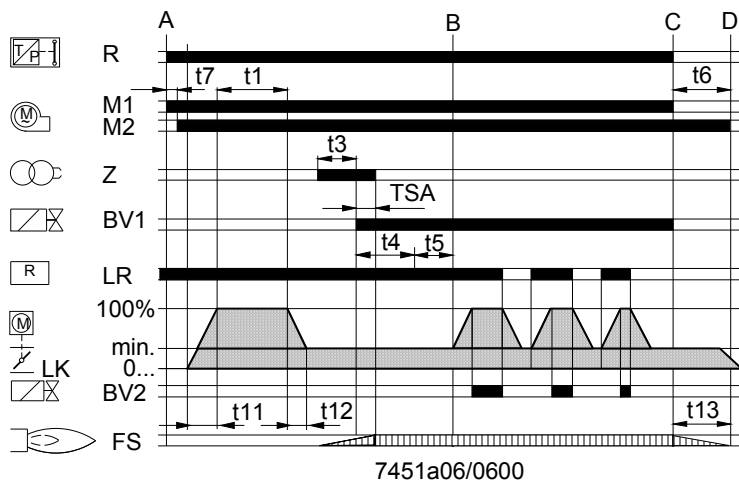 A B C D
T/P R
t7 t1 t6
M1
M M2
t3
Z
TSA
BV1
t4 t5
R LR
100%
M
min.
LK 0...
BV2
t11 t12 t13
FS
7451a06/0600